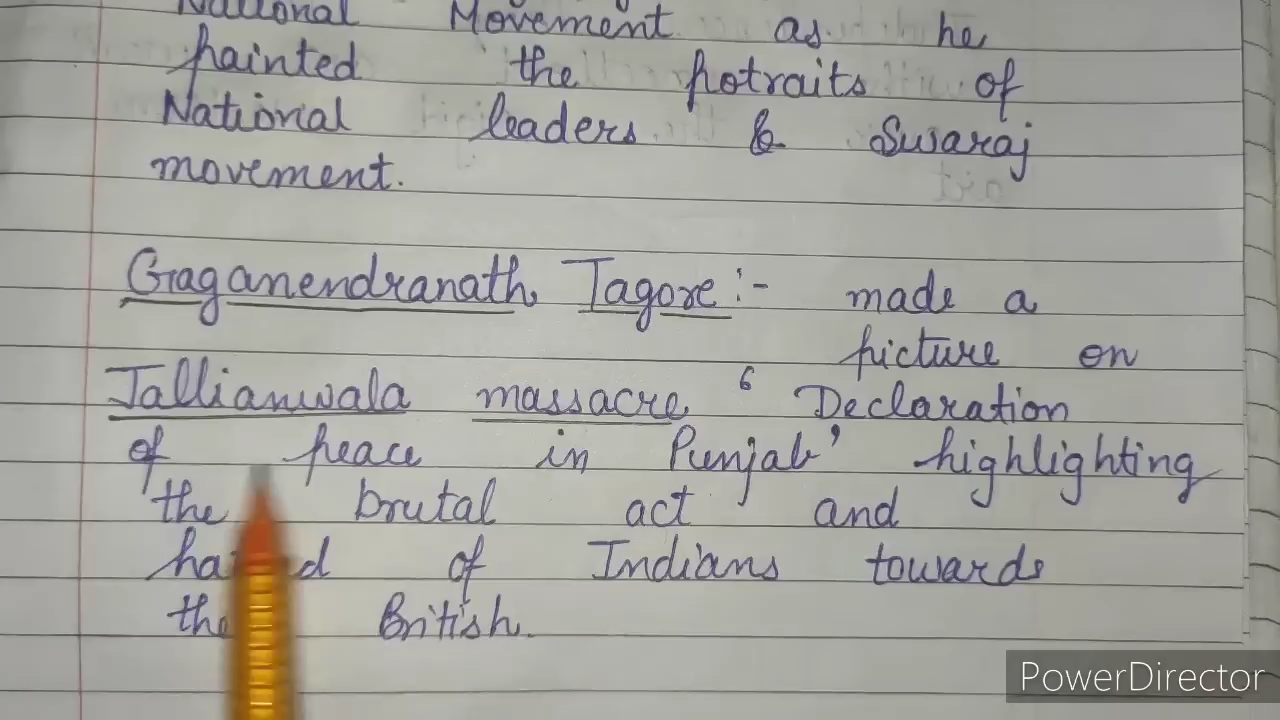 National Movement as he
painted the potraits of
National leaders & Swaraj
movement.
Gaganendranath Tagore:- made a
picture on
Jallianwala massacre ‘ Declaration
of peace in Punjab’ highlighting
the brutal act and
of Indians towards
the British.
PowerDirector